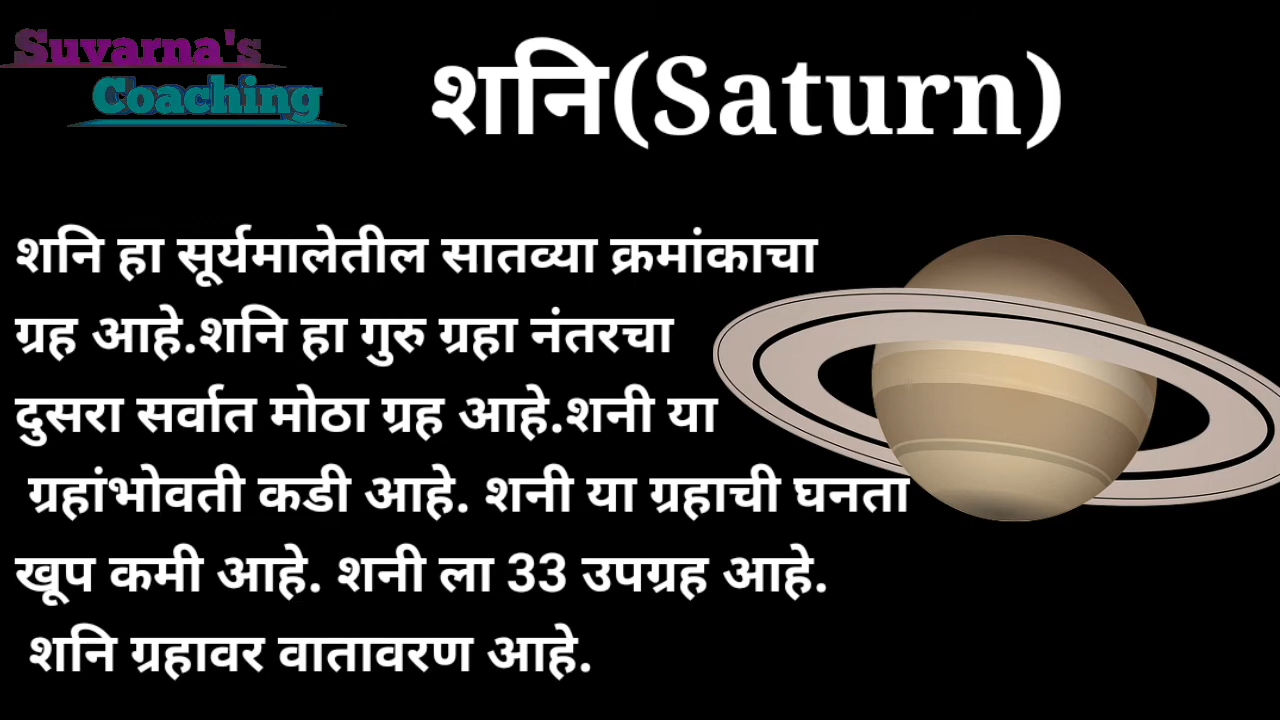 Suvarna's
Coaching
शनि(Saturn)
शनि हा सूर्यमालेतील सातव्या क्रमांकाचा
ग्रह आहे.शनि हा गुरु ग्रहा नंतरचा
दुसरा सर्वात मोठा ग्रह आहे.शनी या
ग्रहांभोवती कडी आहे. शनी या ग्रहाची घनता
खूप कमी आहे. शनी ला 33 उपग्रह आहे.
शनि ग्रहावर वातावरण आहे.